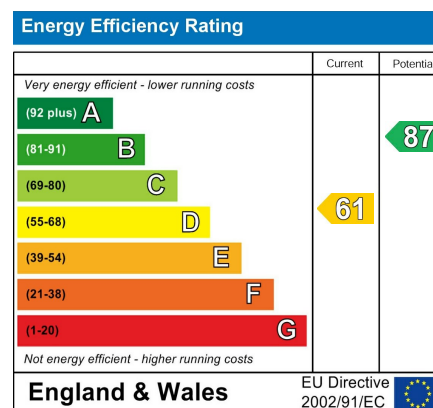 Energy Efficiency Rating
Current
Potentia
Very energy efficient - lower running costs
(92 plus) A
(81-91) B
87
(69-80) C
(55-68) D
61
(39-54) E
(21-38) F
(1-20) G
Not energy efficient - higher running costs
England & Wales
EU Directive
2002/91/EC